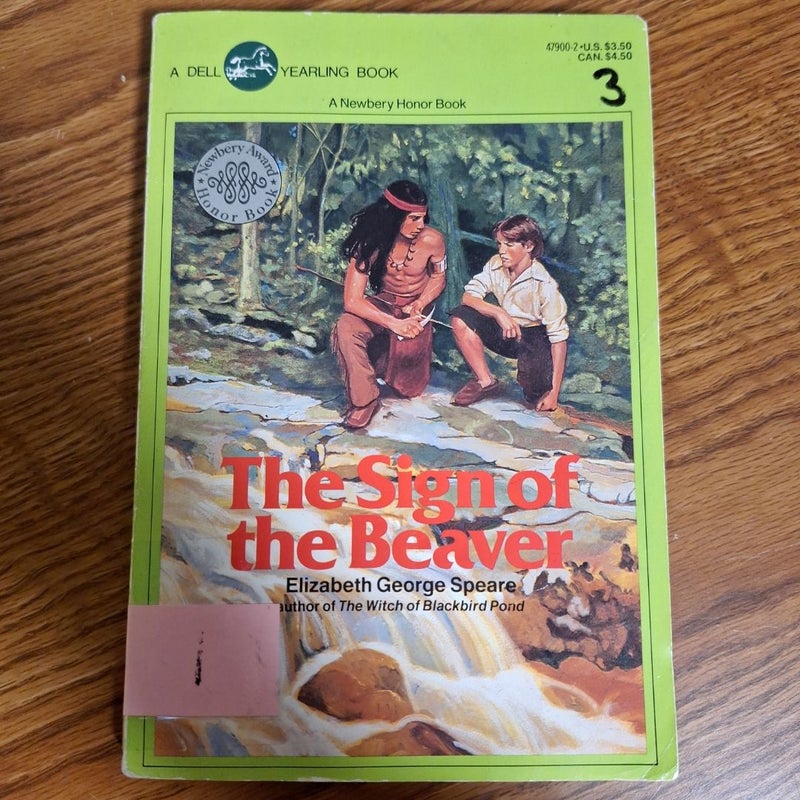 47900-2•U.S. $3.50
CAN. $4.50
A DELL YEARLING BOOK
3
A Newbery Honor Book
Newbery Award
Honor Book
The Sign of
the Beaver
Elizabeth George Speare
author of The Witch of Blackbird Pond
1